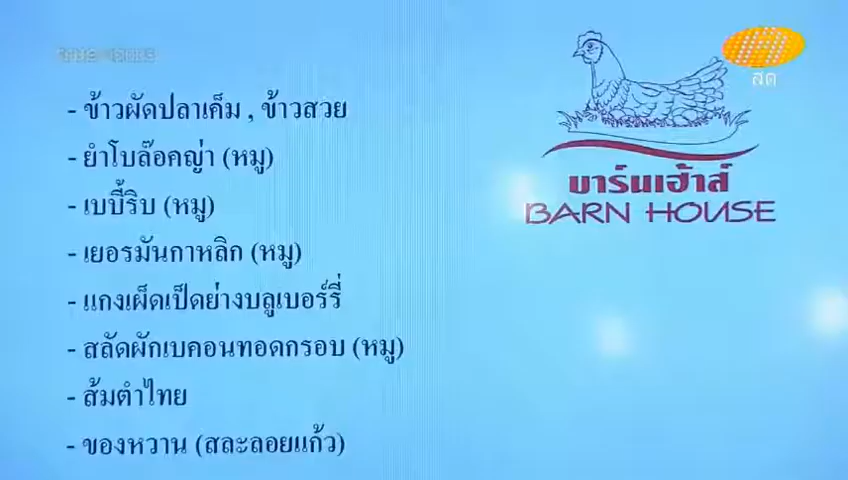 - ข้าวผัดปลาเค็ม , ข้าวสวย
- ยำโบล๊อคญ่า (หมู)
- เบบี้ริบ (หมู)
- เยอรมันกาหลิก (หมู)
- แกงเผ็ดเป็ดย่างบลูเบอร์รี่
- สลัดผักเบคอนทอดกรอบ (หมู)
- ส้มตำไทย
- ของหวาน (สละลอยแก้ว)
สด
บาร์นเฮ้าส์
BARN HOUSE